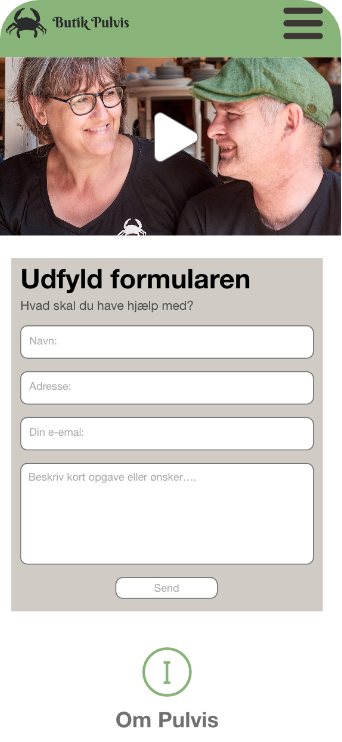 Butik Pulvis
Udfyld formularen
Hvad skal du have hjælp med?
Navn:
Adresse:
Din e-emal:
Beskriv kort opgave eller ønsker....
Send
I
Om Pulvis